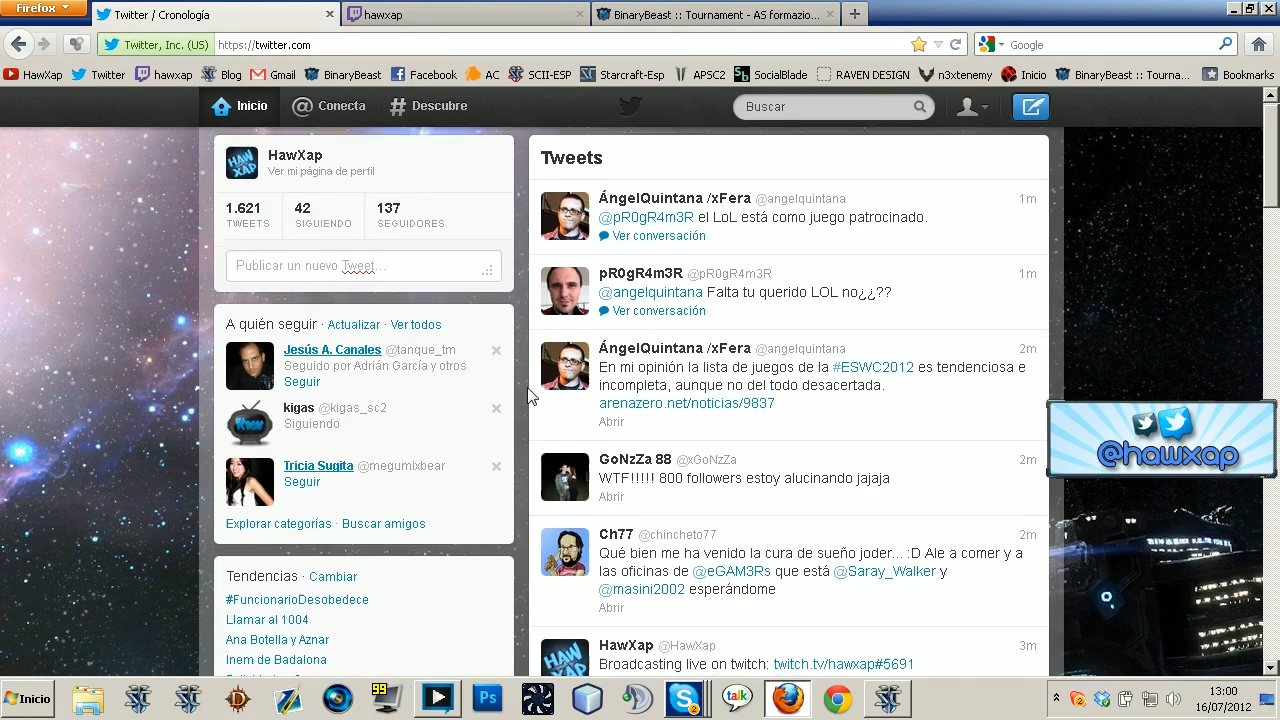 Firefox
Twitter / Cronología
hawxap
BinaryBeast :: Tournament - AS formazio...
Twitter, Inc. (US)
https://twitter.com
Google
HawXap
Twitter
hawxap
Blog
Gmail
BinaryBeast
Facebook
AC
SCII-ESP
Starcraft-Esp
APSC2
SocialBlade
RAVEN DESIGN
n3xxenemy
Inicio
BinaryBeast :: Tourna...
Bookmarks
Inicio
Conecta
Descubre
Buscar
HawXap
Ver mi página de perfil
1.621
TWEETS
42
SIGUIENDO
137
SEGUIDORES
Publicar un nuevo Tweet...
A quién seguir · Actualizar · Ver todos
Jesús A. Canales @tanque_tm
Seguido por Adrián García y otros
Seguir
kigas @kigas_sc2
Siguiendo
Tricia Sugita @megumixbear
Seguir
Explorar categorías · Buscar amigos
Tendencias · Cambiar
#FuncionarioDesobedece
Llamar al 1004
Ana Botella y Aznar
Inem de Badalona
Tweets
ÁngelQuintana /xFera @angelquintana 1m
@pR0gR4m3R el LoL está como juego patrocinado.
Ver conversación
pR0gR4m3R @pR0gR4m3R 1m
@angelquintana Falta tu querido LOL no¿¿??
Ver conversación
ÁngelQuintana /xFera @angelquintana 2m
En mi opinión la lista de juegos de la #ESWC2012 es tendenciosa e
incompleta, aunque no del todo desacertada.
arenazero.net/noticias/9837
Abrir
GoNzZa 88 @xGoNzZa 2m
WTF!!!!! 800 followers estoy alucinando jajaja
Abrir
Ch77 @chincheto77 2m
Qué bien me ha venido la cura de sueño joder... :D Ale a comer y a
las oficinas de @eGAM3Rs que está @Saray_Walker y
@masini2002 esperándome
Abrir
HawXap @HawXap 3m
Broadcasting live on twitch: twitch.tv/hawxap#5691
HAW
XAP
@hawxap
Inicio
99
talk
13:00
16/07/2012